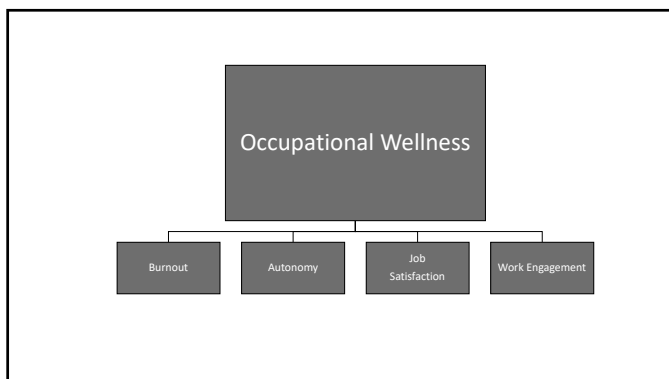 Occupational Wellness
Burnout
Autonomy
Job
Satisfaction
Work Engagement